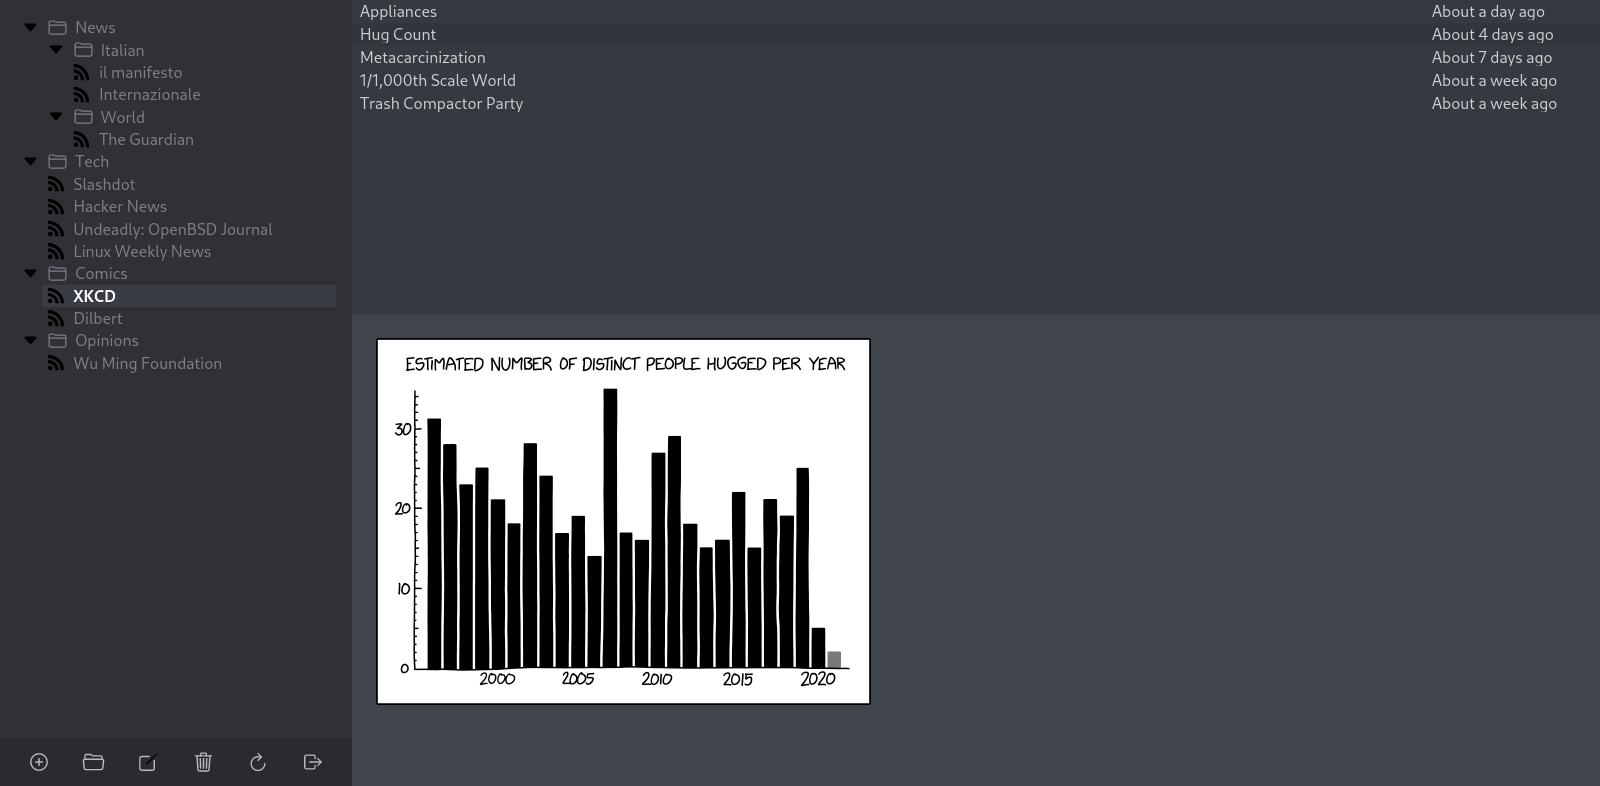 News
Italian
il manifesto
Internazionale
World
The Guardian
Tech
Slashdot
Hacker News
Undeadly: OpenBSD Journal
Linux Weekly News
Comics
XKCD
Dilbert
Opinions
Wu Ming Foundation
Appliances About a day ago
Hug Count About 4 days ago
Metacarcinization About 7 days ago
1/1,000th Scale World About a week ago
Trash Compactor Party About a week ago
ESTIMATED NUMBER OF DISTINCT PEOPLE HUGGED PER YEAR
30
20
10
0
2000 2005 2010 2015 2020